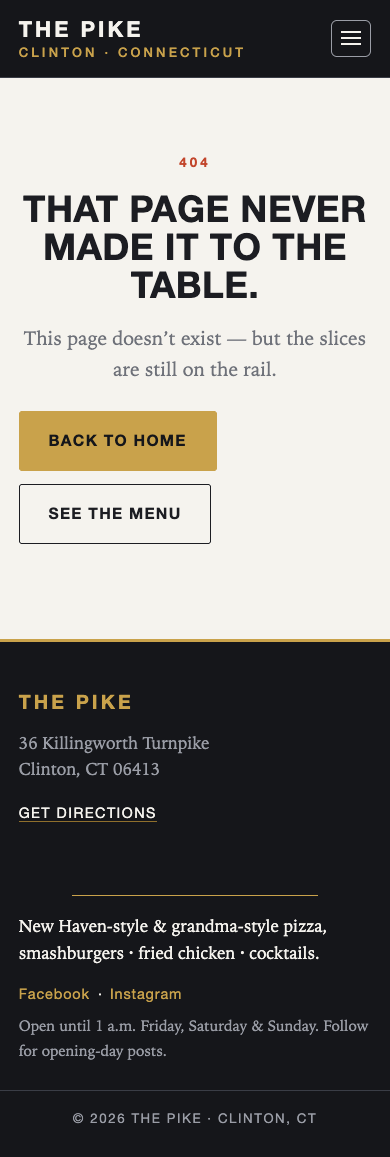 THE PIKE
CLINTON · CONNECTICUT
404
THAT PAGE NEVER
MADE IT TO THE
TABLE.
This page doesn’t exist — but the slices
are still on the rail.
BACK TO HOME
SEE THE MENU
THE PIKE
36 Killingworth Turnpike
Clinton, CT 06413
GET DIRECTIONS
New Haven-style & grandma-style pizza,
smashburgers · fried chicken · cocktails.
Facebook · Instagram
Open until 1 a.m. Friday, Saturday & Sunday. Follow
for opening-day posts.
© 2026 THE PIKE · CLINTON, CT